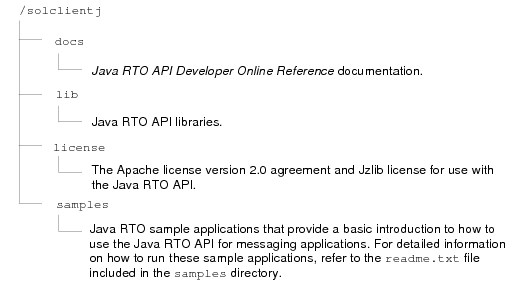 /solclientj
docs
Java RTO API Developer Online Reference documentation.
lib
Java RTO API libraries.
license
The Apache license version 2.0 agreement and Jzlib license for use with
the Java RTO API.
samples
Java RTO sample applications that provide a basic introduction to how to
use the Java RTO API for messaging applications. For detailed information
on how to run these sample applications, refer to the readme.txt file
included in the samples directory.